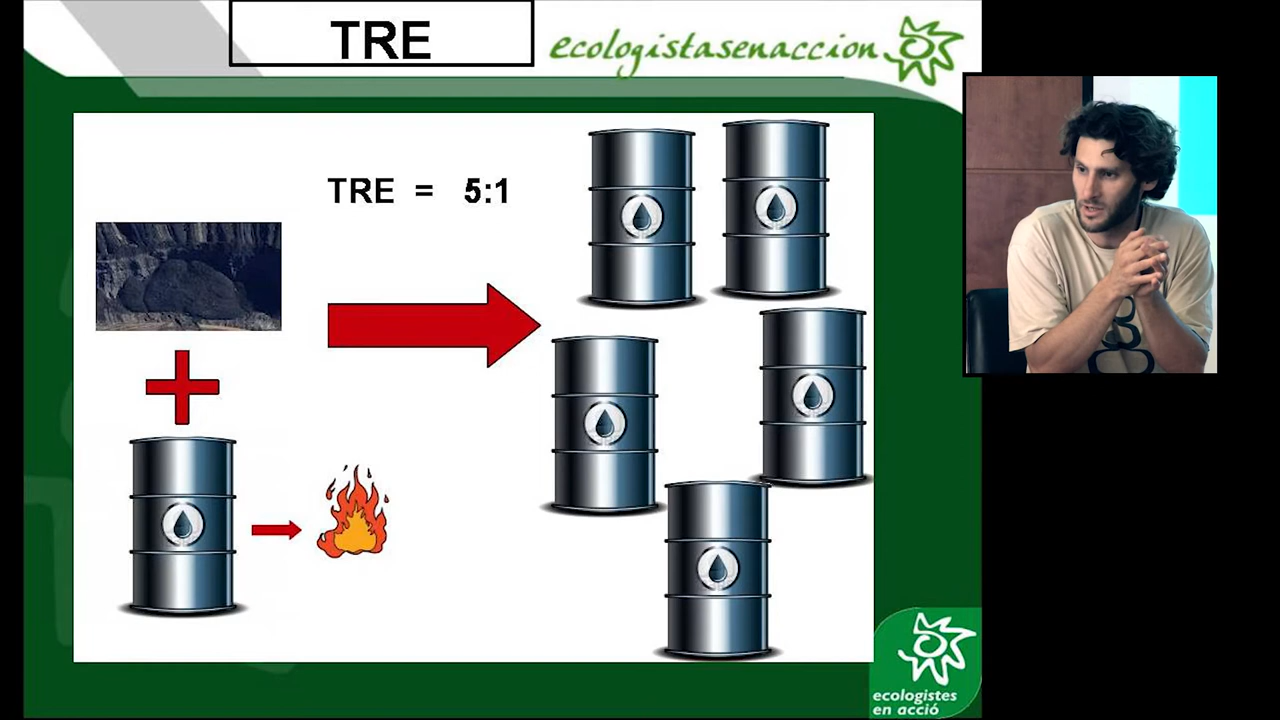 TRE
ecologistasenaccion
TRE = 5:1
ecologistes
en acció